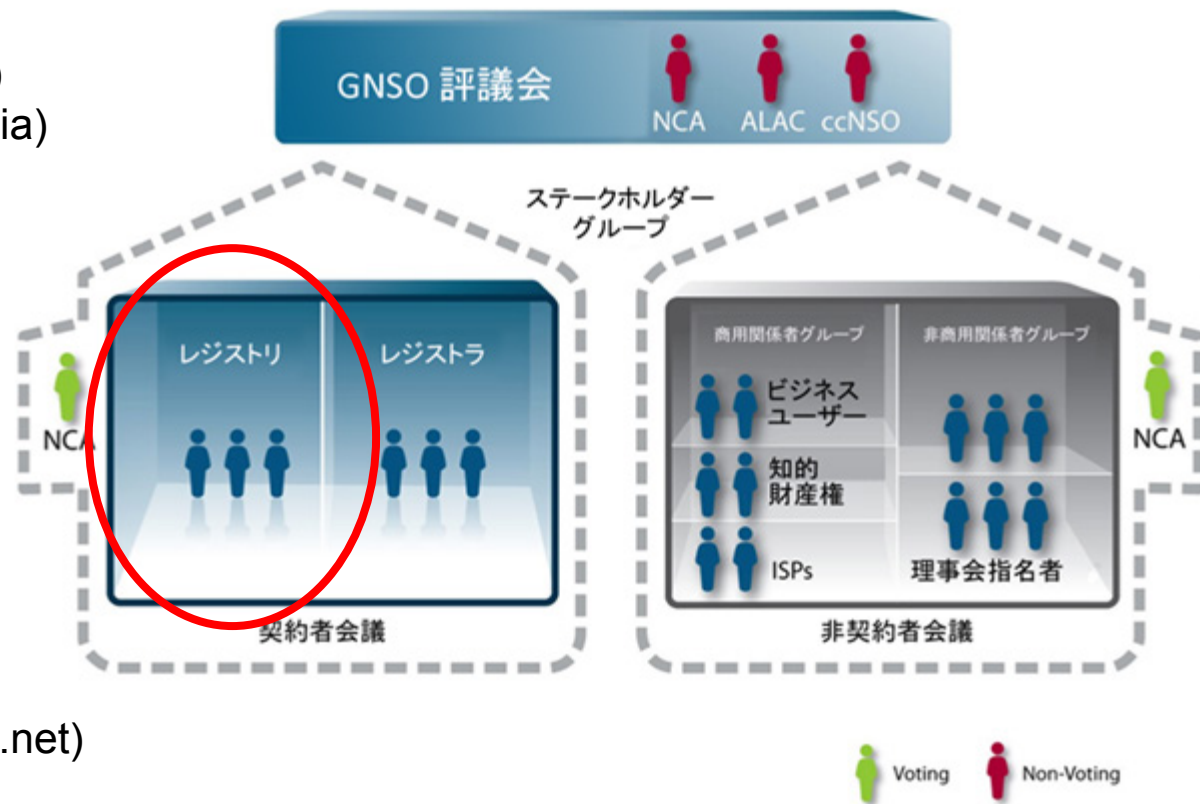 )
ia)
GNSO 評議会
NCA
ALAC
ccNSO
ステークホルダー
グループ
レジストリ
レジストラ
NCA
契約者会議
商用関係者グループ
非商用関係者グループ
ビジネス
ユーザー
知的
財産権
ISPs
理事会指名者
NCA
非契約者会議
.net)
Voting
Non-Voting